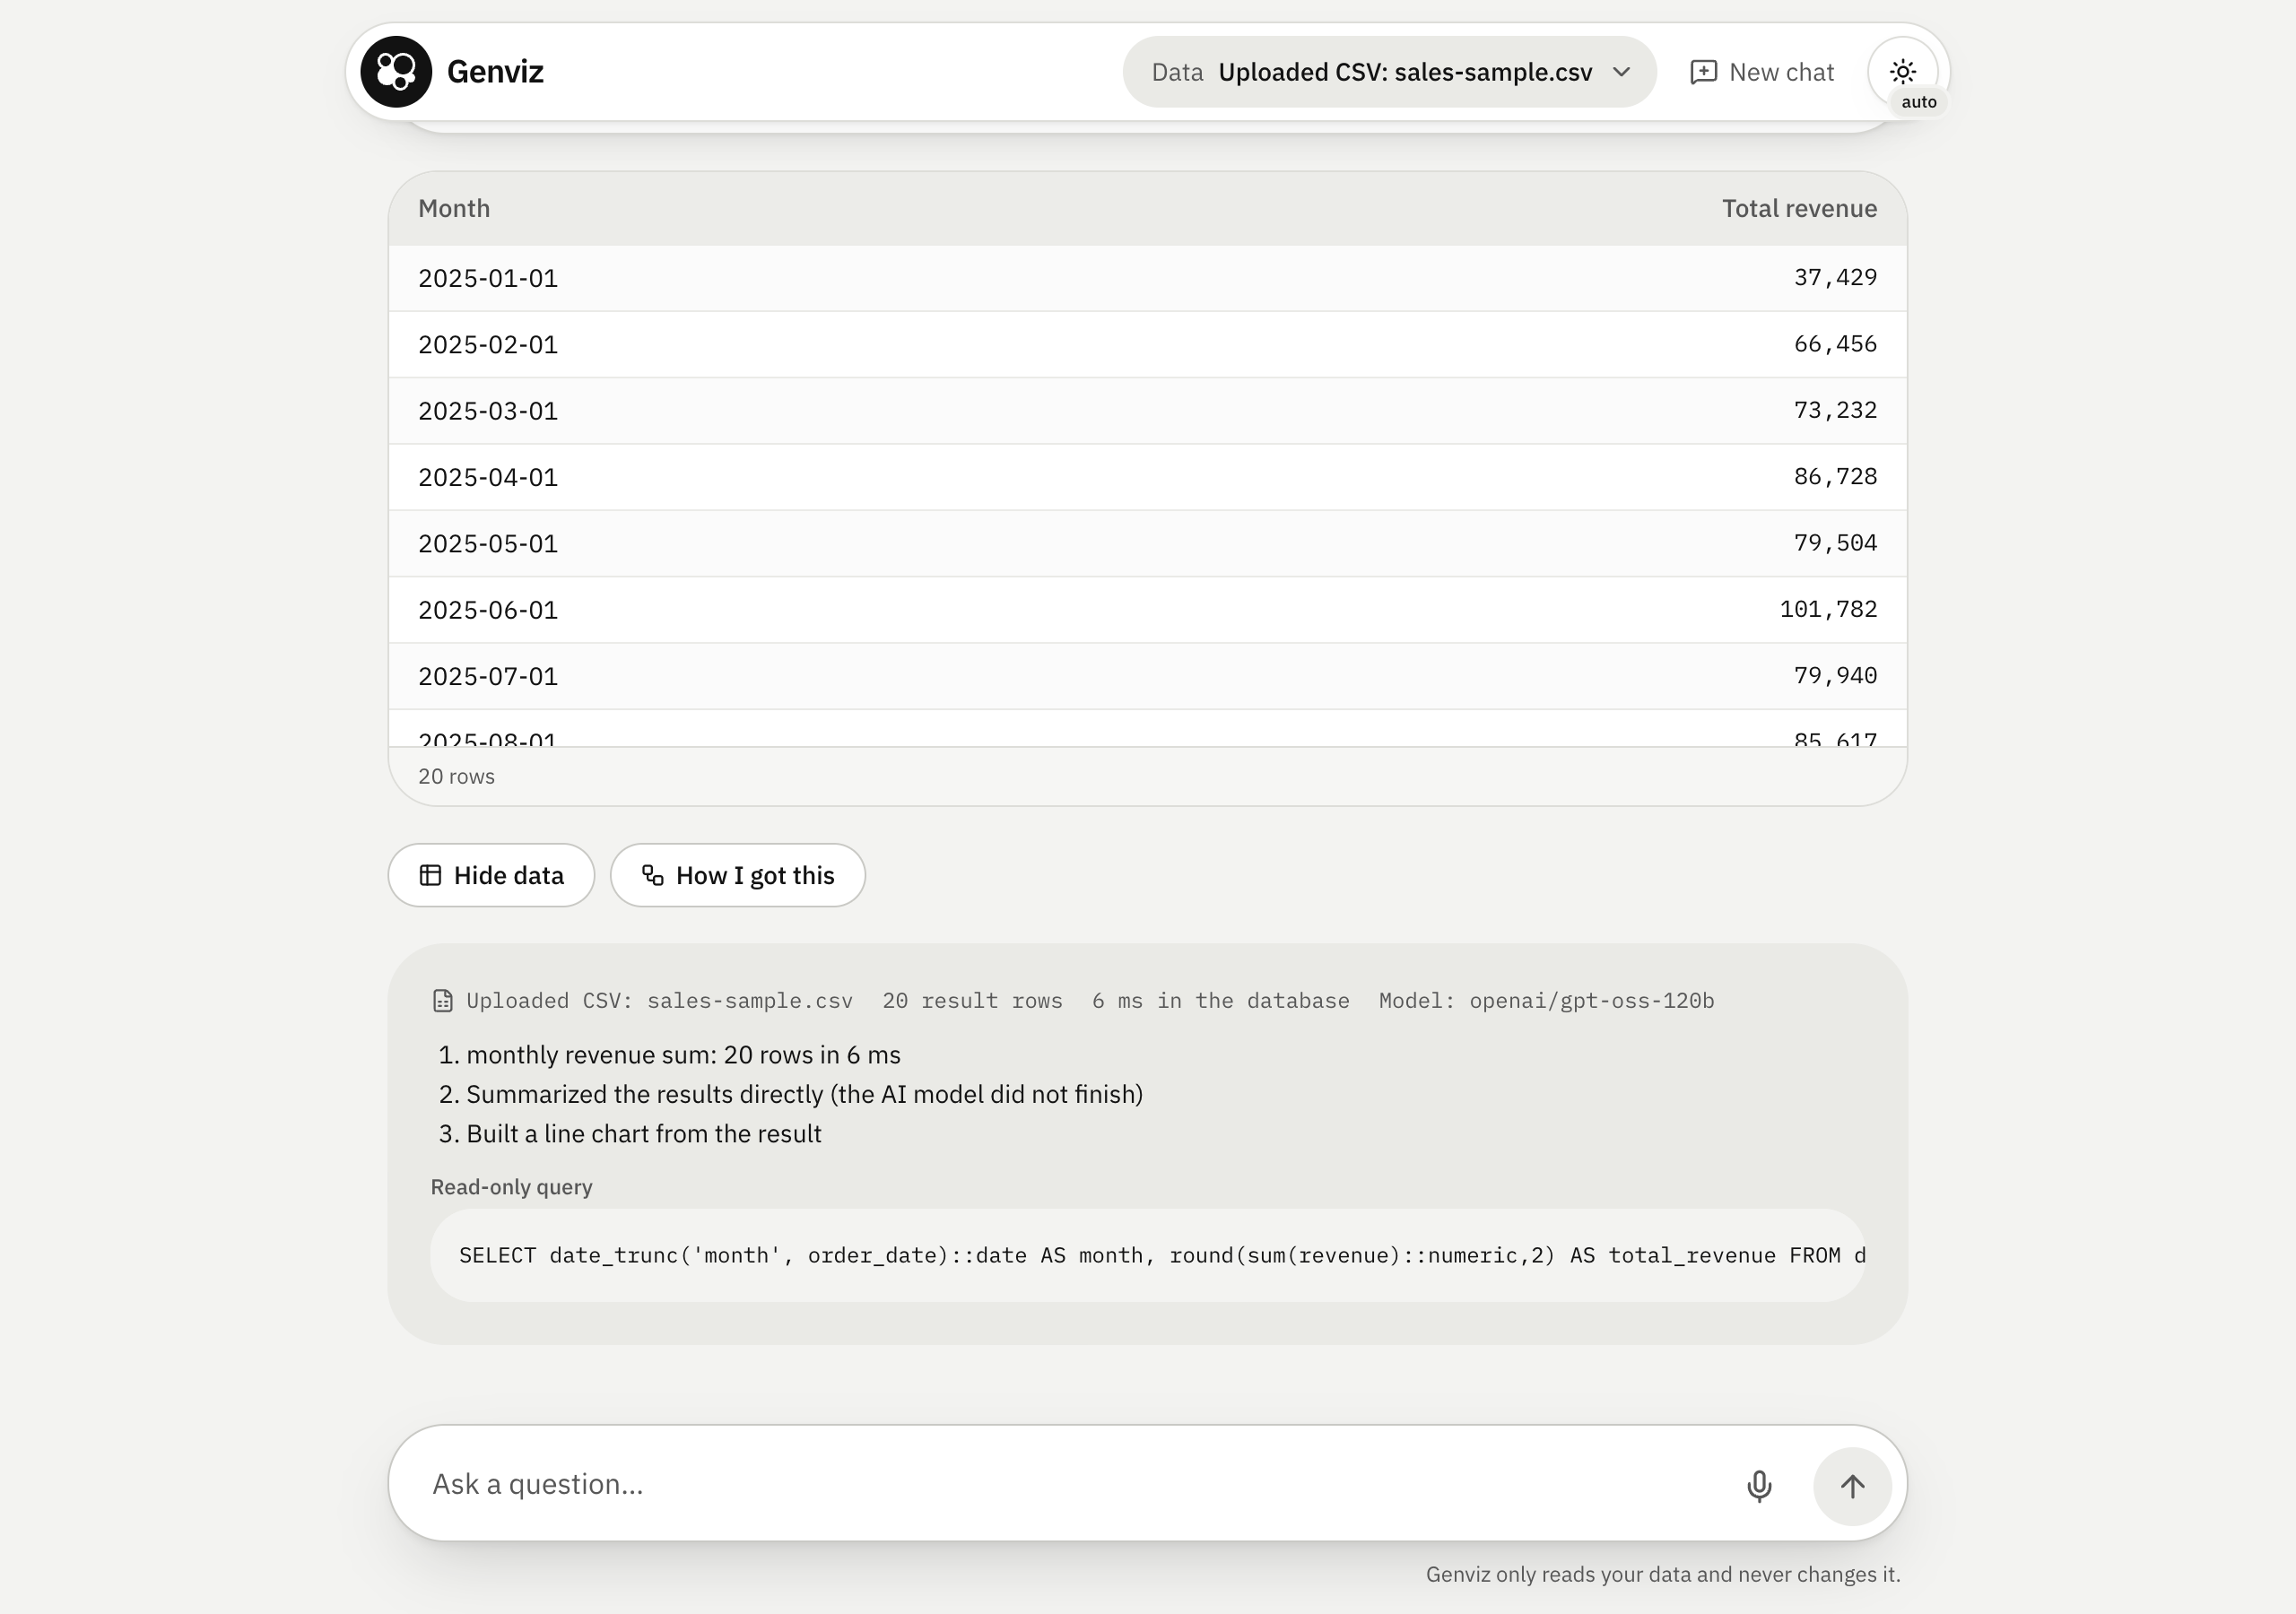 Genviz
Data Uploaded CSV: sales-sample.csv
New chat
auto
Month Total revenue
2025-01-01 37,429
2025-02-01 66,456
2025-03-01 73,232
2025-04-01 86,728
2025-05-01 79,504
2025-06-01 101,782
2025-07-01 79,940
2025-08-01 85,617
20 rows
Hide data
How I got this
Uploaded CSV: sales-sample.csv 20 result rows 6 ms in the database Model: openai/gpt-oss-120b
1. monthly revenue sum: 20 rows in 6 ms
2. Summarized the results directly (the AI model did not finish)
3. Built a line chart from the result
Read-only query
SELECT date_trunc('month', order_date)::date AS month, round(sum(revenue)::numeric,2) AS total_revenue FROM d
Ask a question...
Genviz only reads your data and never changes it.